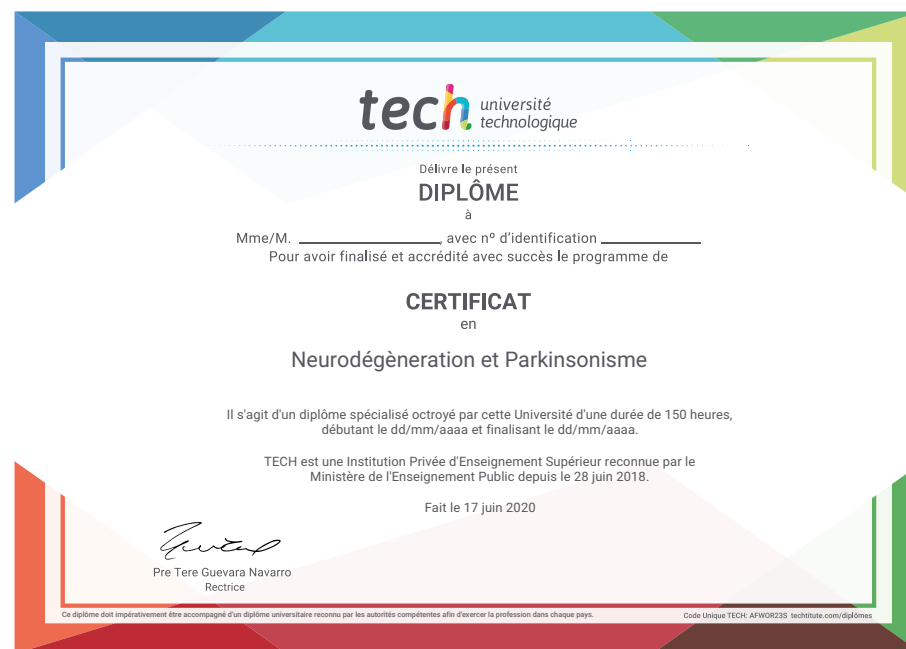 tech université
technologique
Délivre le présent
DIPLÔME
à
Mme/M. ____________, avec nº d'identification ____________
Pour avoir finalisé et accrédité avec succès le programme de
CERTIFICAT
en
Neurodégèneration et Parkinsonisme
Il s'agit d'un diplôme spécialisé octroyé par cette Université d'une durée de 150 heures,
débutant le dd/mm/aaaa et finalisant le dd/mm/aaaa.
TECH est une Institution Privée d'Enseignement Supérieur reconnue par le
Ministère de l'Enseignement Public depuis le 28 juin 2018.
Fait le 17 juin 2020
Pre Tere Guevara Navarro
Rectrice
Ce diplôme doit impérativement être accompagné d'un diplôme universitaire reconnu par les autorités compétentes afin d'exercer la profession dans chaque pays.
Code Unique TECH: AFWOR23S techtitute.com/diplômes